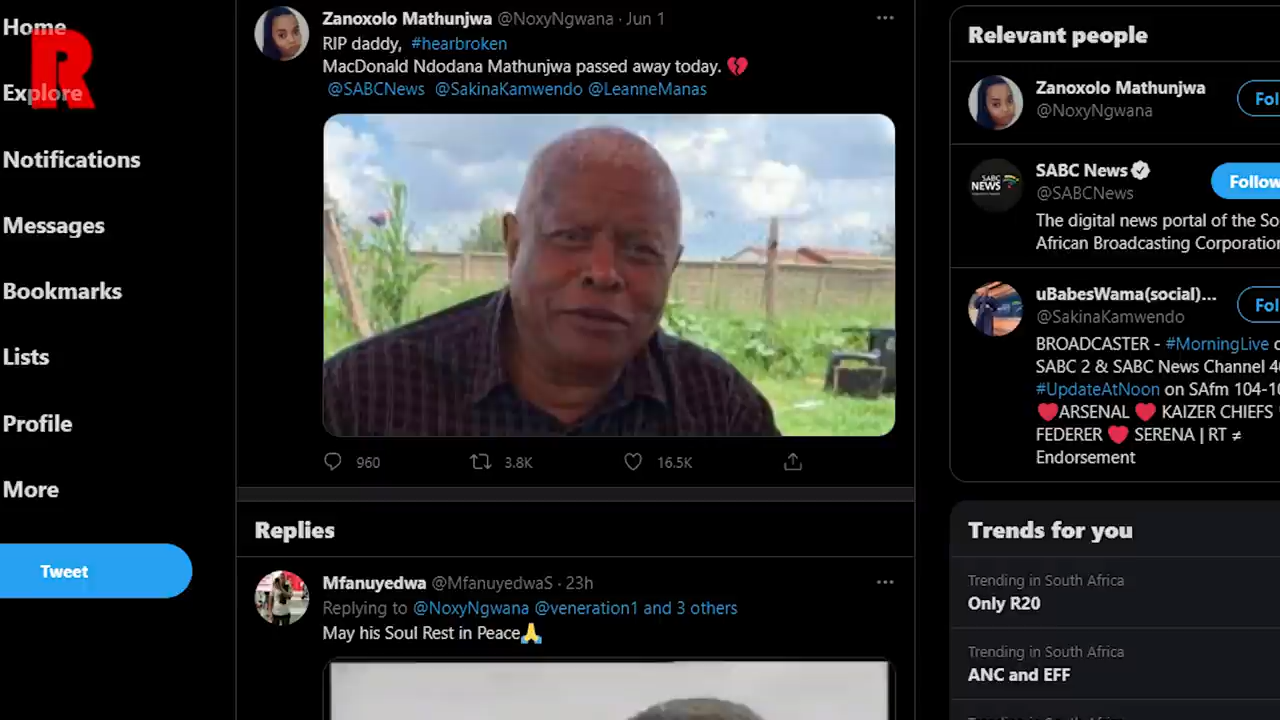 Home
R
Explore
Notifications
Messages
Bookmarks
Lists
Profile
More
Tweet
Zanoxolo Mathunjwa @NoxyNgwana · Jun 1
RIP daddy, #hearbroken
MacDonald Ndodana Mathunjwa passed away today. 💔
@SABCNews @SakinaKamwendo @LeanneManas
960 3.8K 16.5K
Replies
Mfanuyedwa @MfanuyedwaS · 23h
Replying to @NoxyNgwana @veneration1 and 3 others
May his Soul Rest in Peace🙏
Relevant people
Zanoxolo Mathunjwa
@NoxyNgwana
Fol
SABC NEWS
SABC News
@SABCNews
Follow
The digital news portal of the So
African Broadcasting Corporation
uBabesWama(social)...
@SakinaKamwendo
Fol
BROADCASTER - #MorningLive o
SABC 2 & SABC News Channel 4
#UpdateAtNoon on SAfm 104-10
❤️ARSENAL ❤️ KAIZER CHIEFS
FEDERER ❤️ SERENA | RT ≠
Endorsement
Trends for you
Trending in South Africa
Only R20
Trending in South Africa
ANC and EFF